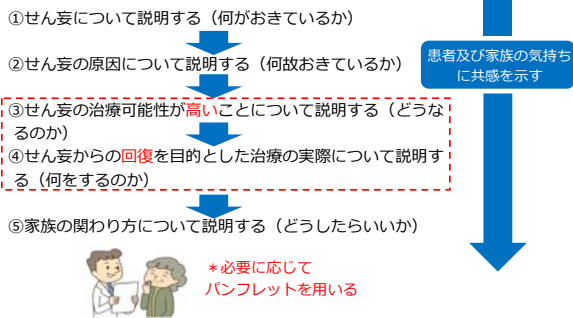 ①せん妄について説明する（何がおきているか）
②せん妄の原因について説明する（何故おきているか）
患者及び家族の気持ち
に共感を示す
③せん妄の治療可能性が高いことについて説明する（どうな
るのか）
④せん妄からの回復を目的とした治療の実際について説明す
る（何をするのか）
⑤家族の関わり方について説明する（どうしたらいいか）
＊必要に応じて
パンフレットを用いる